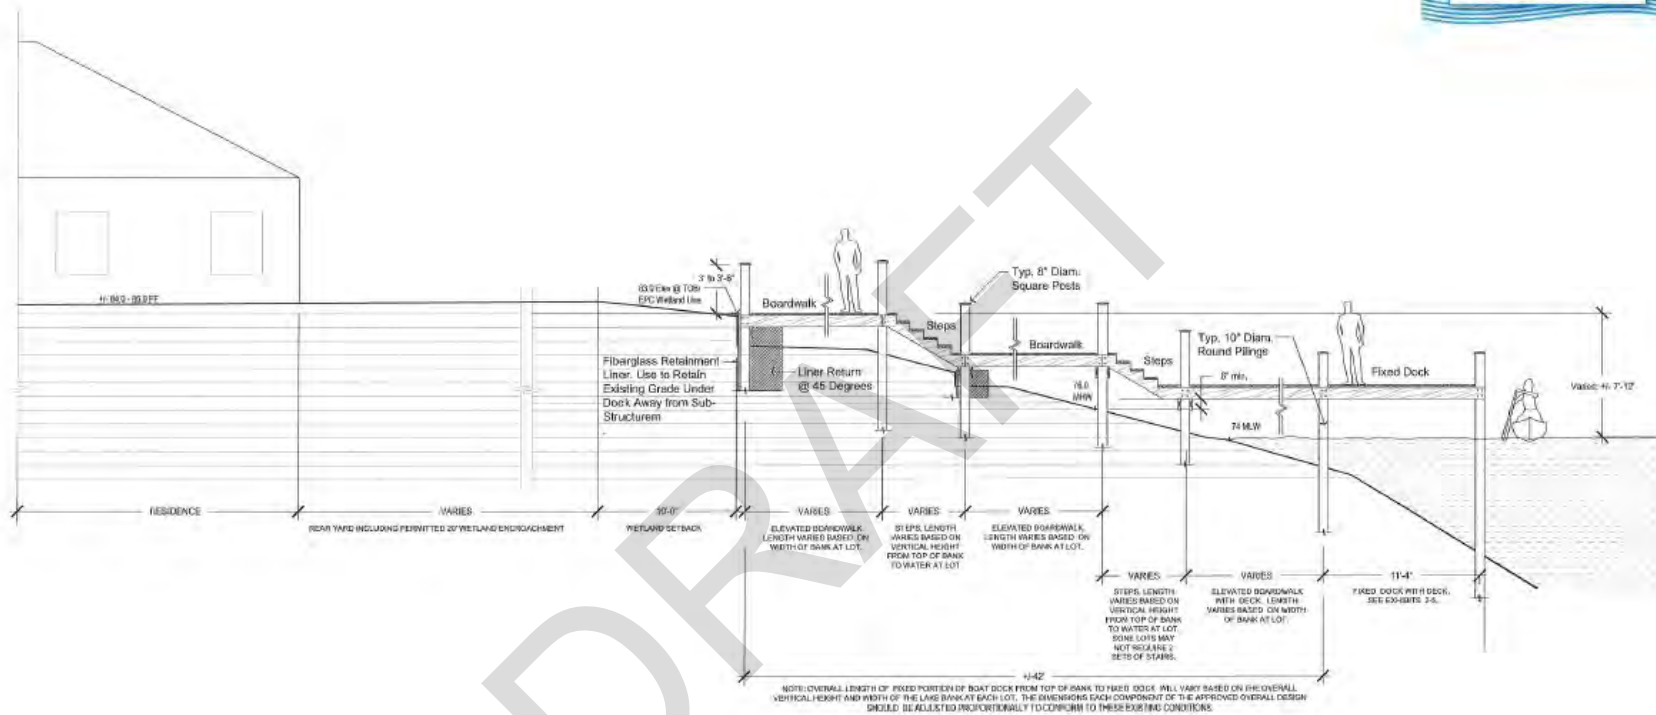 3' to 3'-6"
EPC Wetland Line
Boardwalk
Steps
Typ. 8" Diam.
Square Posts
Boardwalk
Steps
Typ. 10" Diam.
Round Pilings
8" min.
Fixed Dock
Varies, +/- 7'-12'
Fiberglass Retainment
Liner. Use to Retain
Existing Grade Under
Dock Away from Sub-
Structurem
Liner Return
@ 45 Degrees
MHW
74 MLW
RESIDENCE
VARIES
REAR YARD INCLUDING PERMITTED 20' WETLAND ENCROACHMENT
10'-0"
WETLAND SETBACK
VARIES
ELEVATED BOARDWALK,
LENGTH VARIES BASED ON
WIDTH OF BANK AT LOT.
VARIES
STEPS, LENGTH
VARIES BASED ON
VERTICAL HEIGHT
FROM TOP OF BANK
TO WATER AT LOT
VARIES
ELEVATED BOARDWALK,
LENGTH VARIES BASED ON
WIDTH OF BANK AT LOT.
VARIES
STEPS, LENGTH
VARIES BASED ON
VERTICAL HEIGHT
FROM TOP OF BANK
TO WATER AT LOT.
SOME LOTS MAY
NOT REQUIRE 2
SETS OF STAIRS.
VARIES
ELEVATED BOARDWALK
WITH DECK, LENGTH
VARIES BASED ON WIDTH
OF BANK AT LOT.
11'-4"
FIXED DOCK WITH DECK.
SEE EXHIBITS 2-5.
+/-42'
NOTE: OVERALL LENGTH OF FIXED PORTION OF BOAT DOCK FROM TOP OF BANK TO FIXED DOCK WILL VARY BASED ON THE OVERALL
VERTICAL HEIGHT AND WIDTH OF THE LAKE BANK AT EACH LOT. THE DIMENSIONS EACH COMPONENT OF THE APPROVED OVERALL DESIGN
SHOULD BE ADJUSTED PROPORTIONALLY TO CONFORM TO THESE EXISTING CONDITIONS.
DRAFT